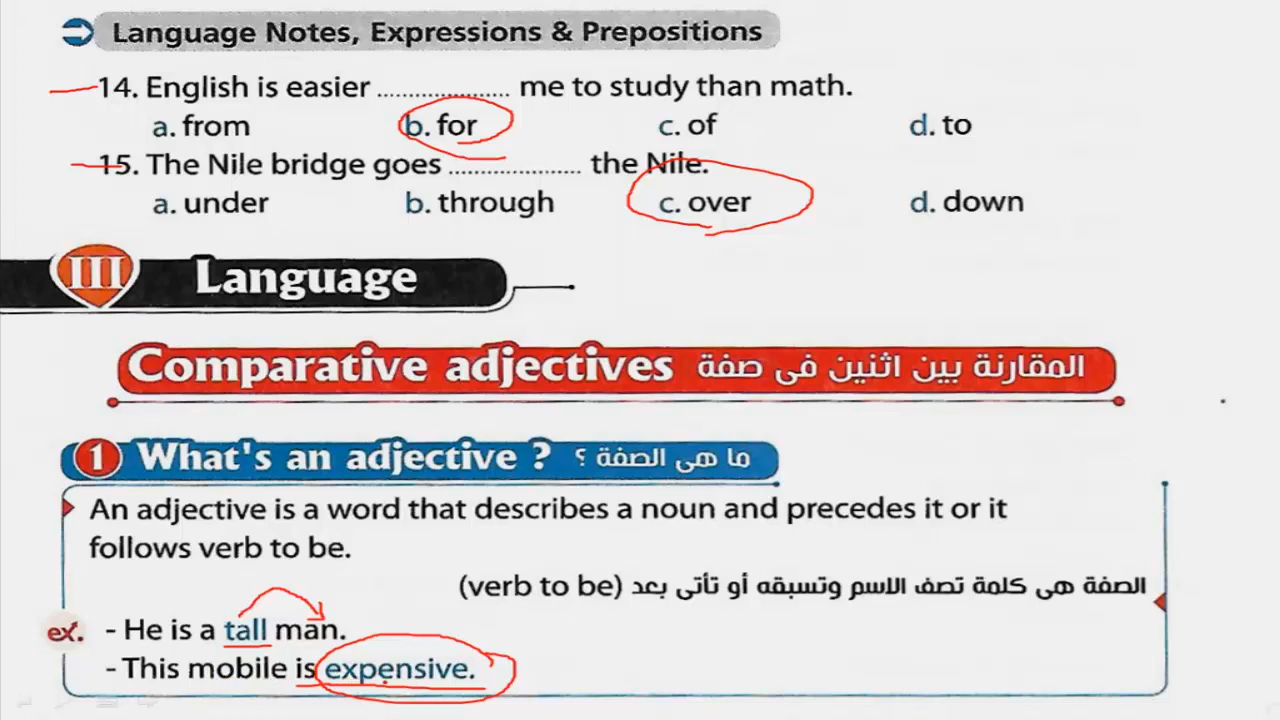 Language Notes, Expressions & Prepositions
14. English is easier ...................... me to study than math.
a. from b. for c. of d. to
15. The Nile bridge goes ...................... the Nile.
a. under b. through c. over d. down
III Language
Comparative adjectives المقارنة بين اثنين فى صفة
1 What's an adjective ? ما هى الصفة ؟
An adjective is a word that describes a noun and precedes it or it
follows verb to be.
الصفة هى كلمة تصف الاسم وتسبقه أو تأتى بعد (verb to be)
ex. - He is a tall man.
- This mobile is expensive.